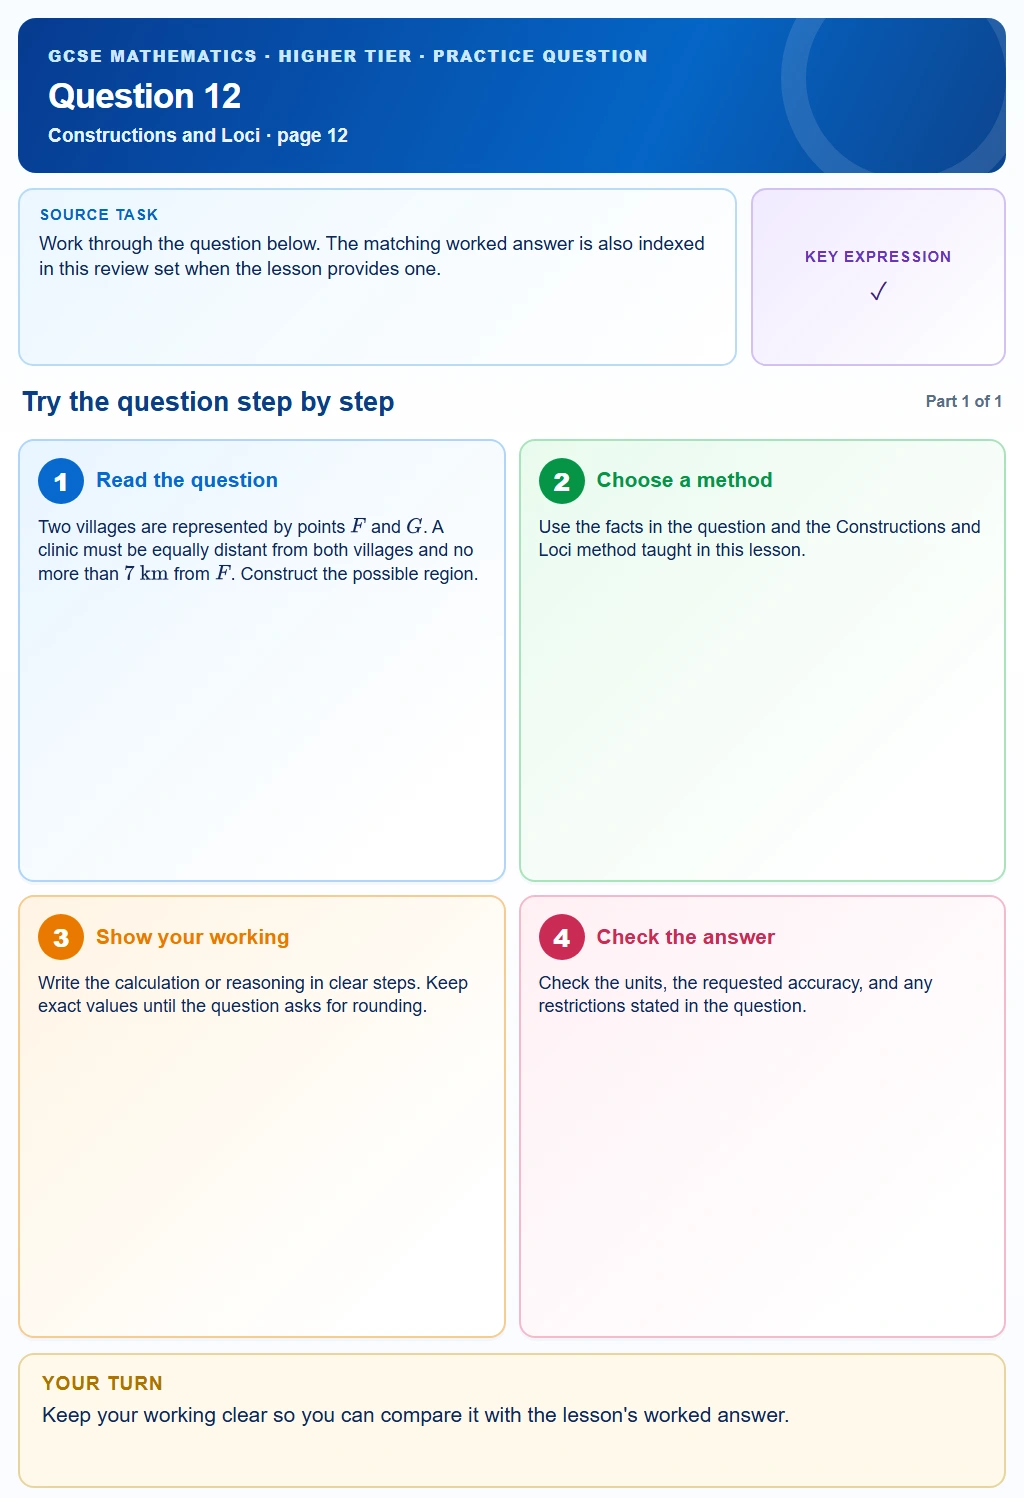 GCSE MATHEMATICS · HIGHER TIER · PRACTICE QUESTION
Question 12
Constructions and Loci · page 12
SOURCE TASK
Work through the question below. The matching worked answer is also indexed
in this review set when the lesson provides one.
KEY EXPRESSION
✓
Try the question step by step
Part 1 of 1
1 Read the question
Two villages are represented by points F and G. A
clinic must be equally distant from both villages and no
more than 7 km from F. Construct the possible region.
2 Choose a method
Use the facts in the question and the Constructions and
Loci method taught in this lesson.
3 Show your working
Write the calculation or reasoning in clear steps. Keep
exact values until the question asks for rounding.
4 Check the answer
Check the units, the requested accuracy, and any
restrictions stated in the question.
YOUR TURN
Keep your working clear so you can compare it with the lesson's worked answer.